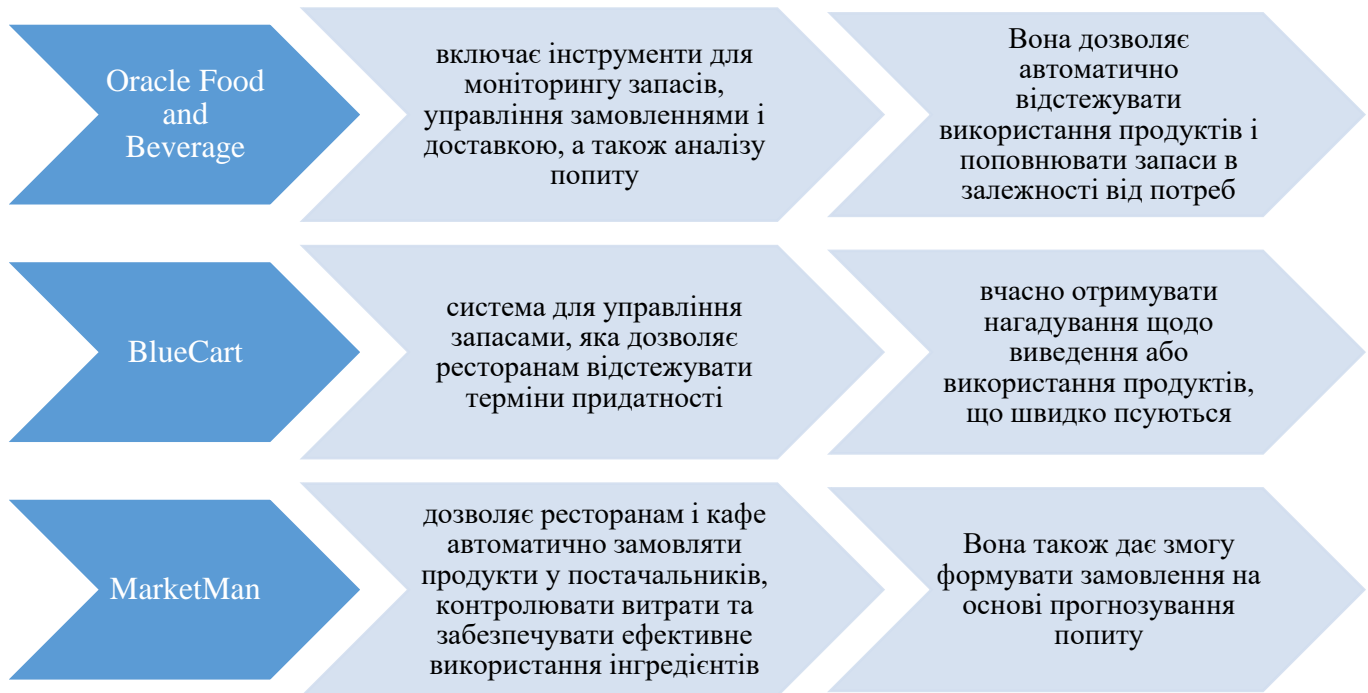 Oracle Food
and
Beverage
включає інструменти для
моніторингу запасів,
управління замовленнями і
доставкою, а також аналізу
попиту
Вона дозволяє
автоматично
відстежувати
використання продуктів і
поповнювати запаси в
залежності від потреб
BlueCart
система для управління
запасами, яка дозволяє
ресторанам відстежувати
терміни придатності
вчасно отримувати
нагадування щодо
виведення або
використання продуктів,
що швидко псуються
MarketMan
дозволяє ресторанам і кафе
автоматично замовляти
продукти у постачальників,
контролювати витрати та
забезпечувати ефективне
використання інгредієнтів
Вона також дає змогу
формувати замовлення на
основі прогнозування
попиту